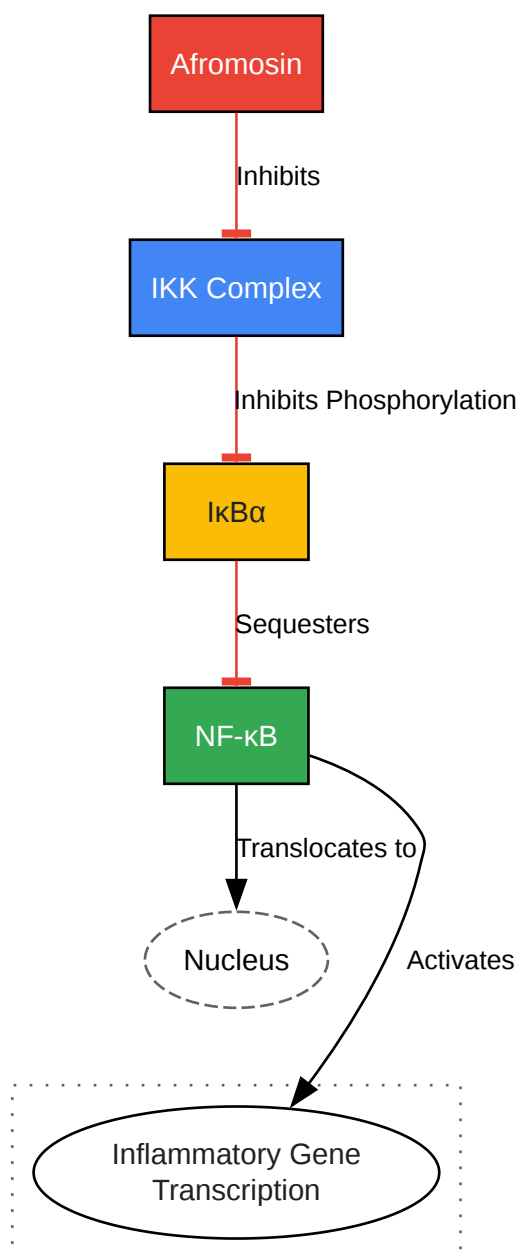 Afromosin
Inhibits
IKK Complex
Inhibits Phosphorylation
IκBα
Sequesters
NF-κB
Translocates to
Nucleus
Activates
Inflammatory Gene
Transcription